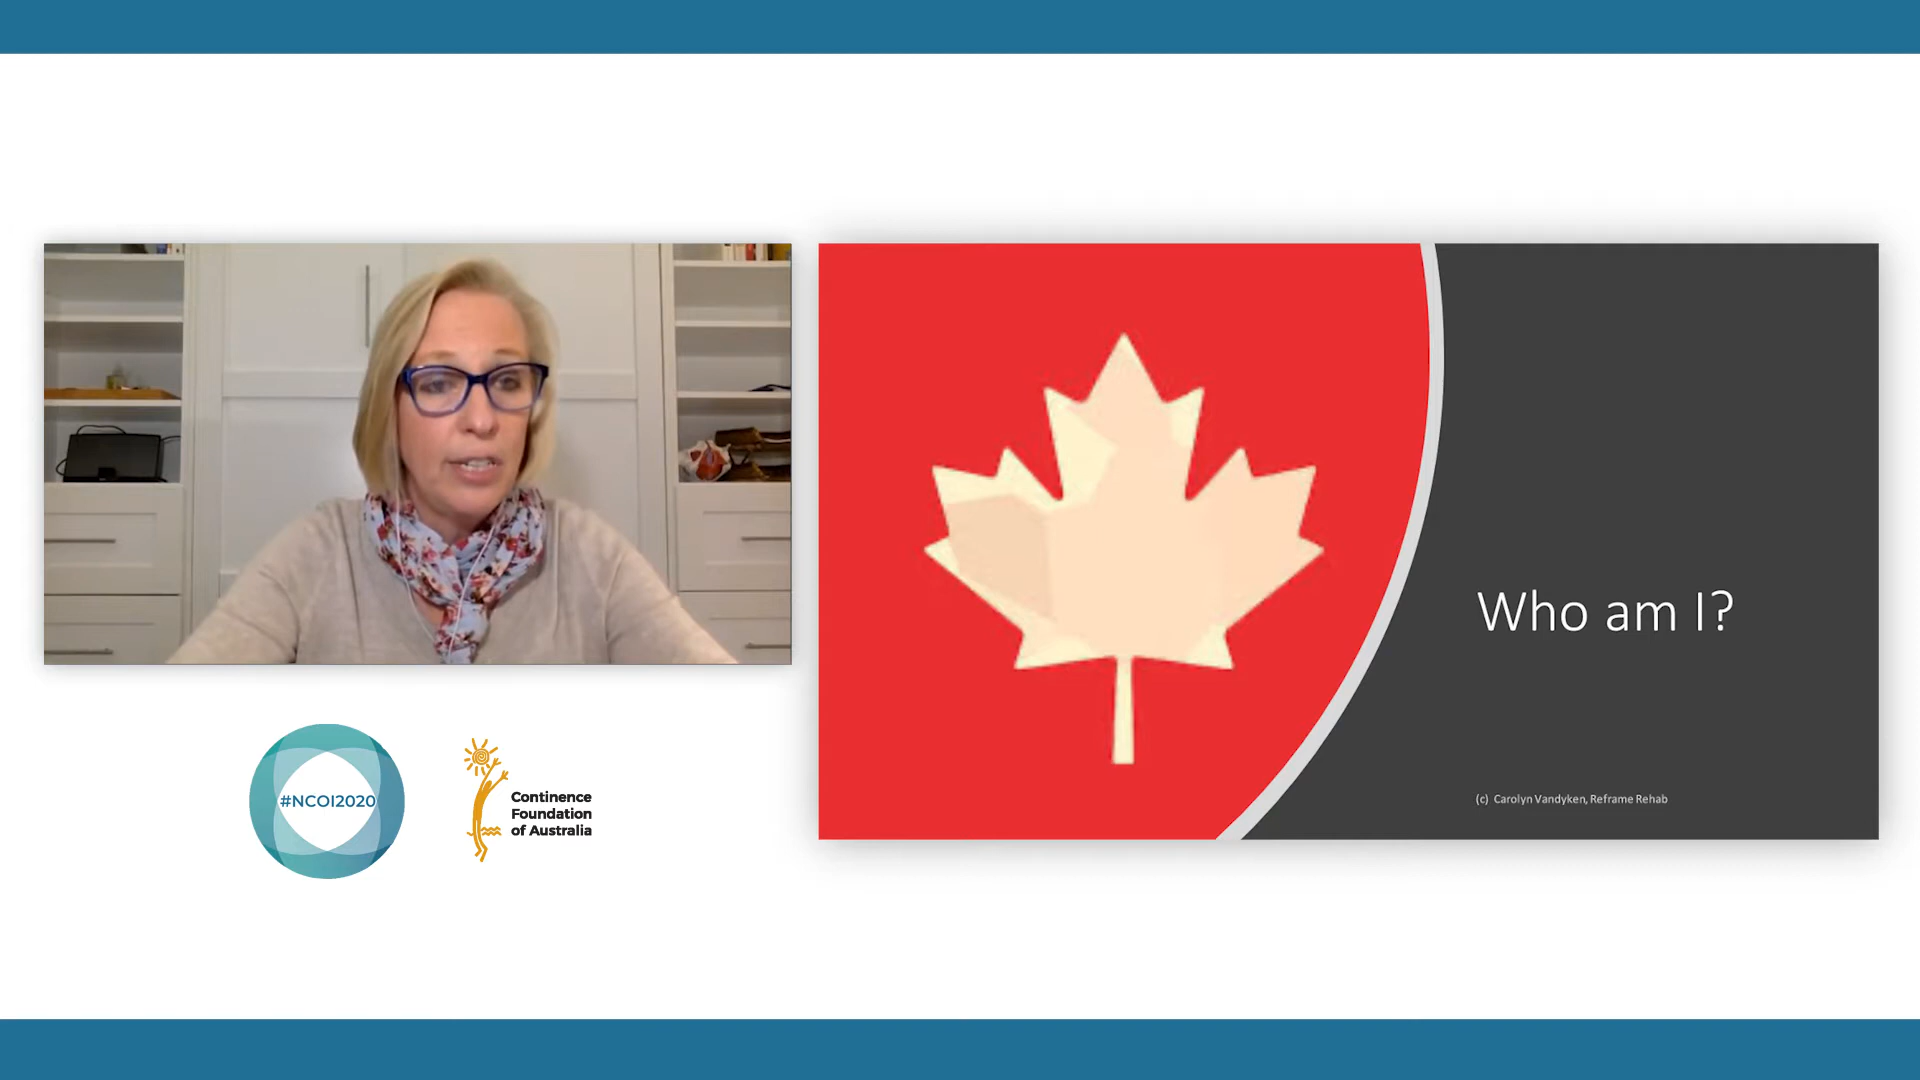 #NCOI2020
Continence
Foundation
of Australia
Who am I?
(c) Carolyn Vandyken, Reframe Rehab